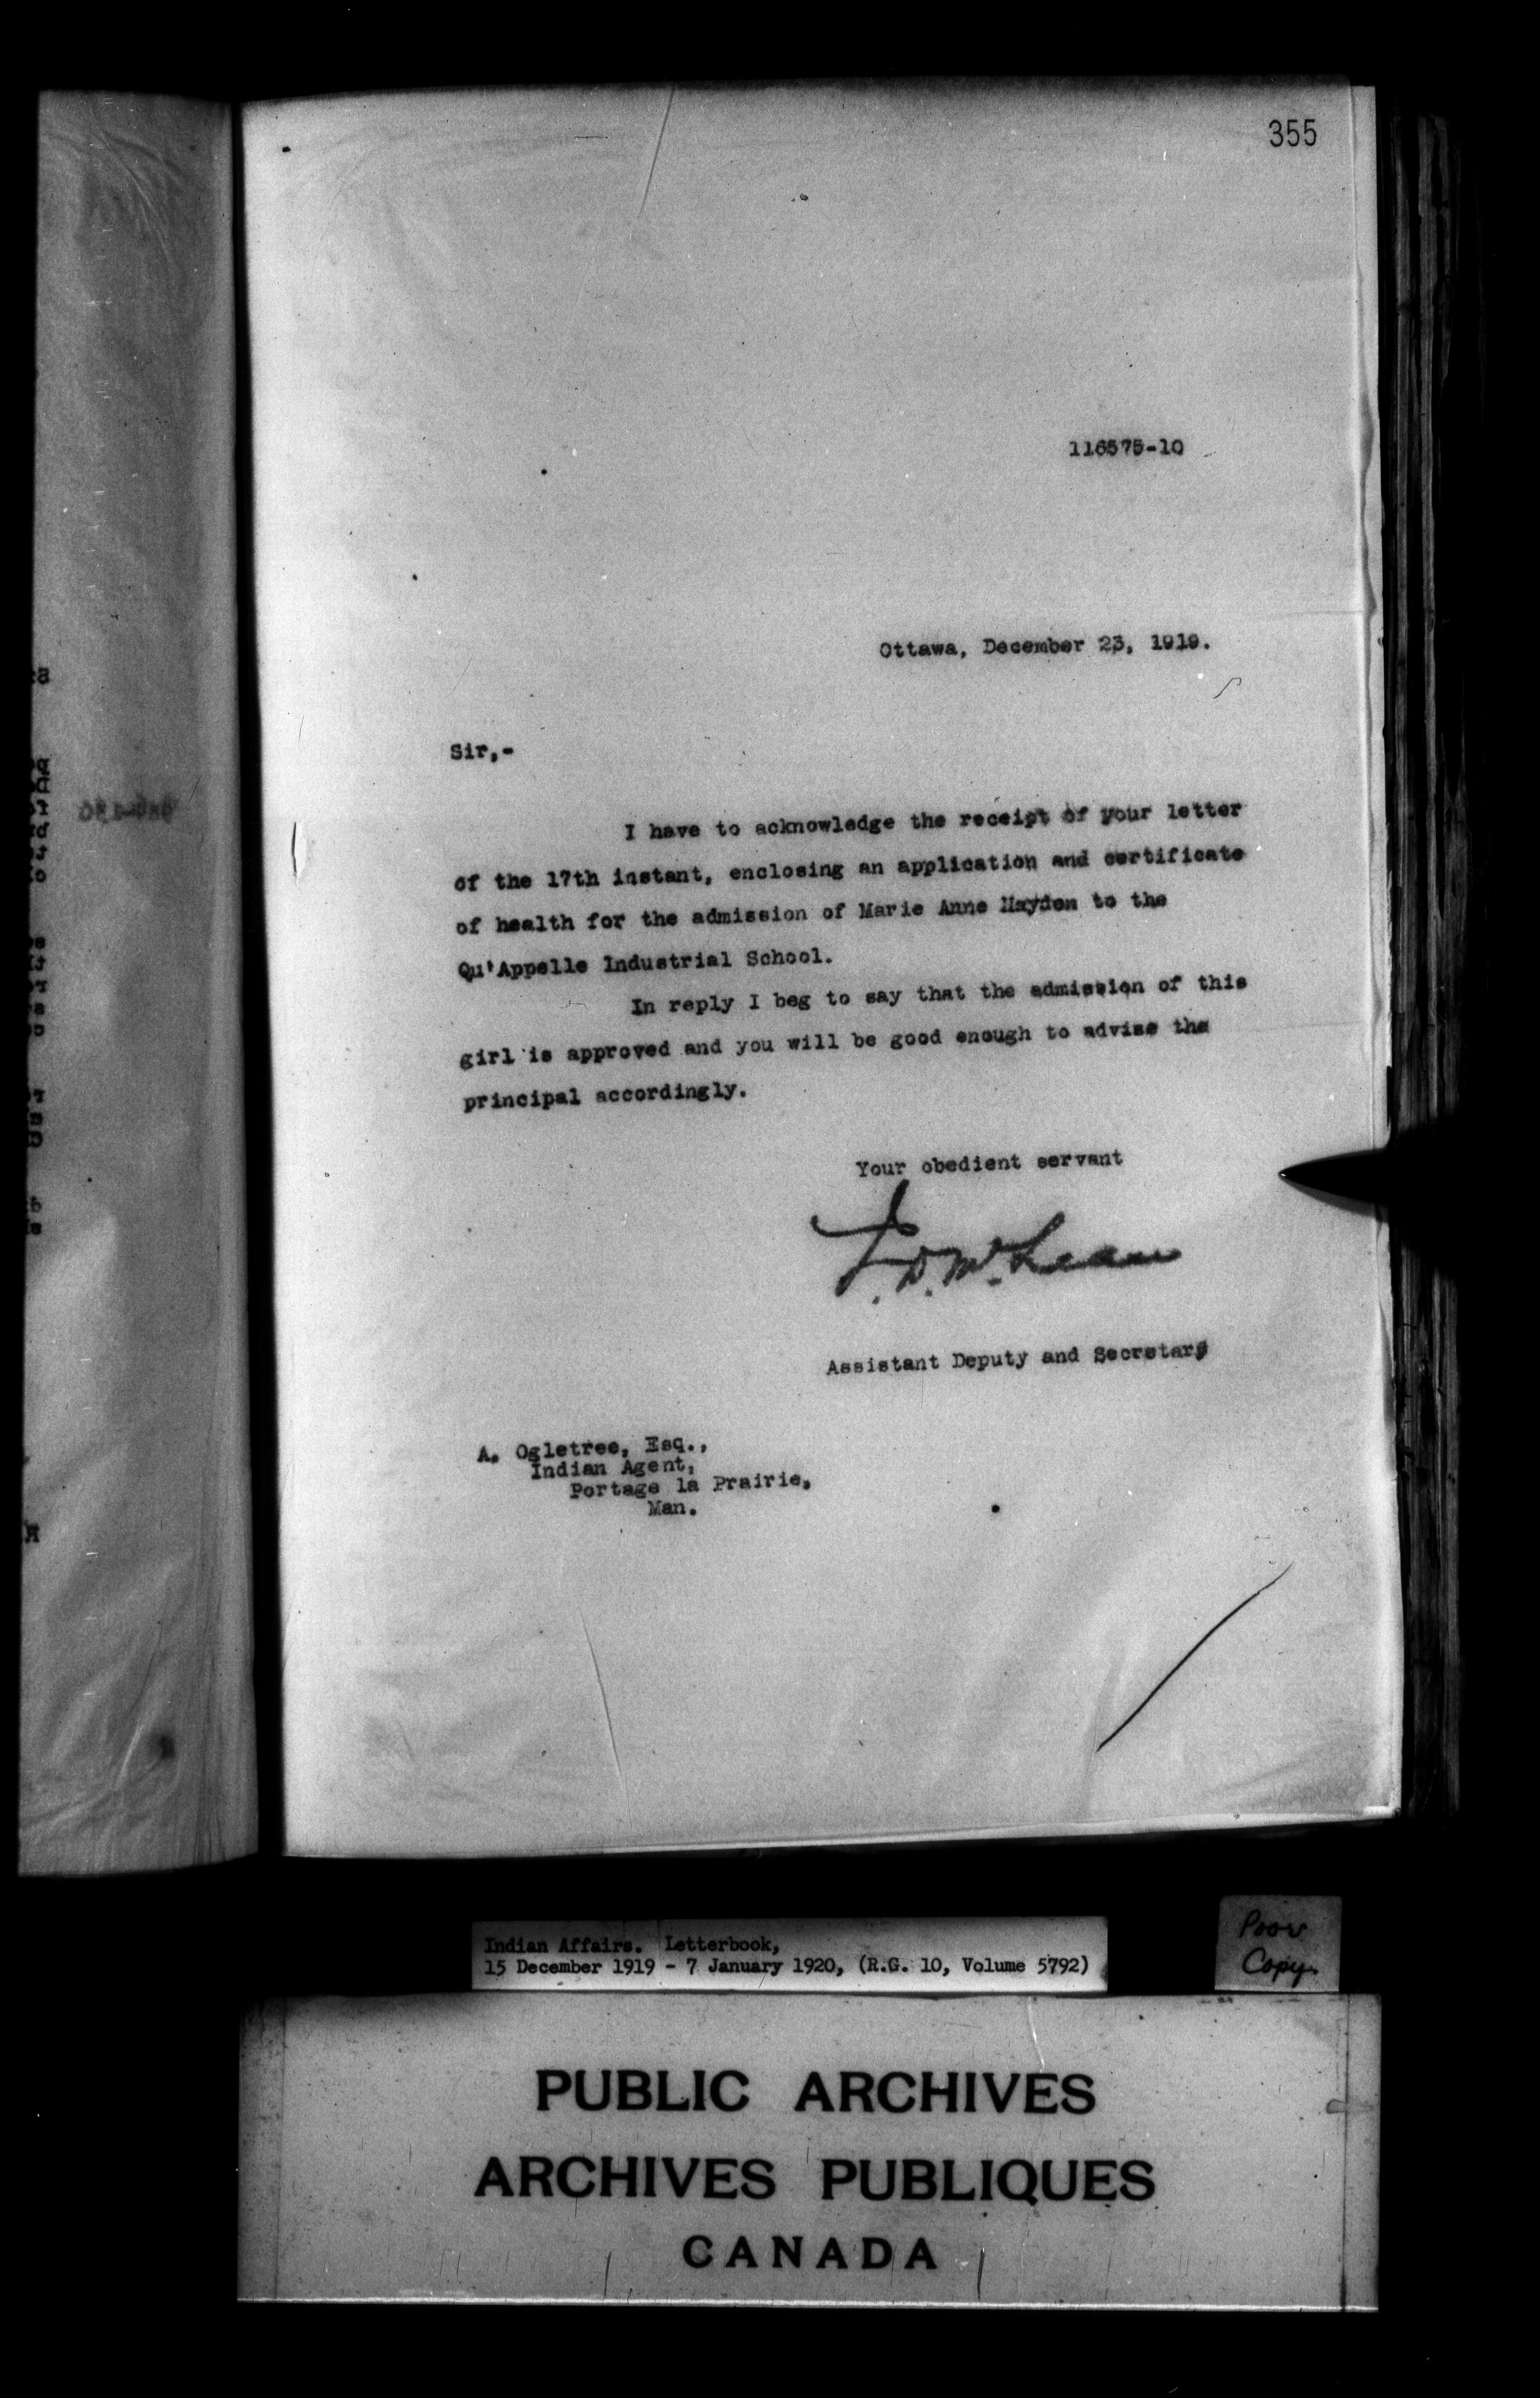 355
116575-10
Ottawa, December 23, 1919.
Sir,-
I have to acknowledge the receipt of your letter
of the 17th instant, enclosing an application and certificate
of health for the admission of Marie Anne Hayden to the
Qu'Appelle Industrial School.
In reply I beg to say that the admission of this
girl is approved and you will be good enough to advise the
principal accordingly.
Your obedient servant
J. D. McLean
Assistant Deputy and Secretary
A. Ogletree, Esq.,
Indian Agent,
Portage la Prairie,
Man.
Indian Affairs. Letterbook,
15 December 1919 - 7 January 1920, (R.G. 10, Volume 5792)
Poor
Copy
PUBLIC ARCHIVES
ARCHIVES PUBLIQUES
CANADA